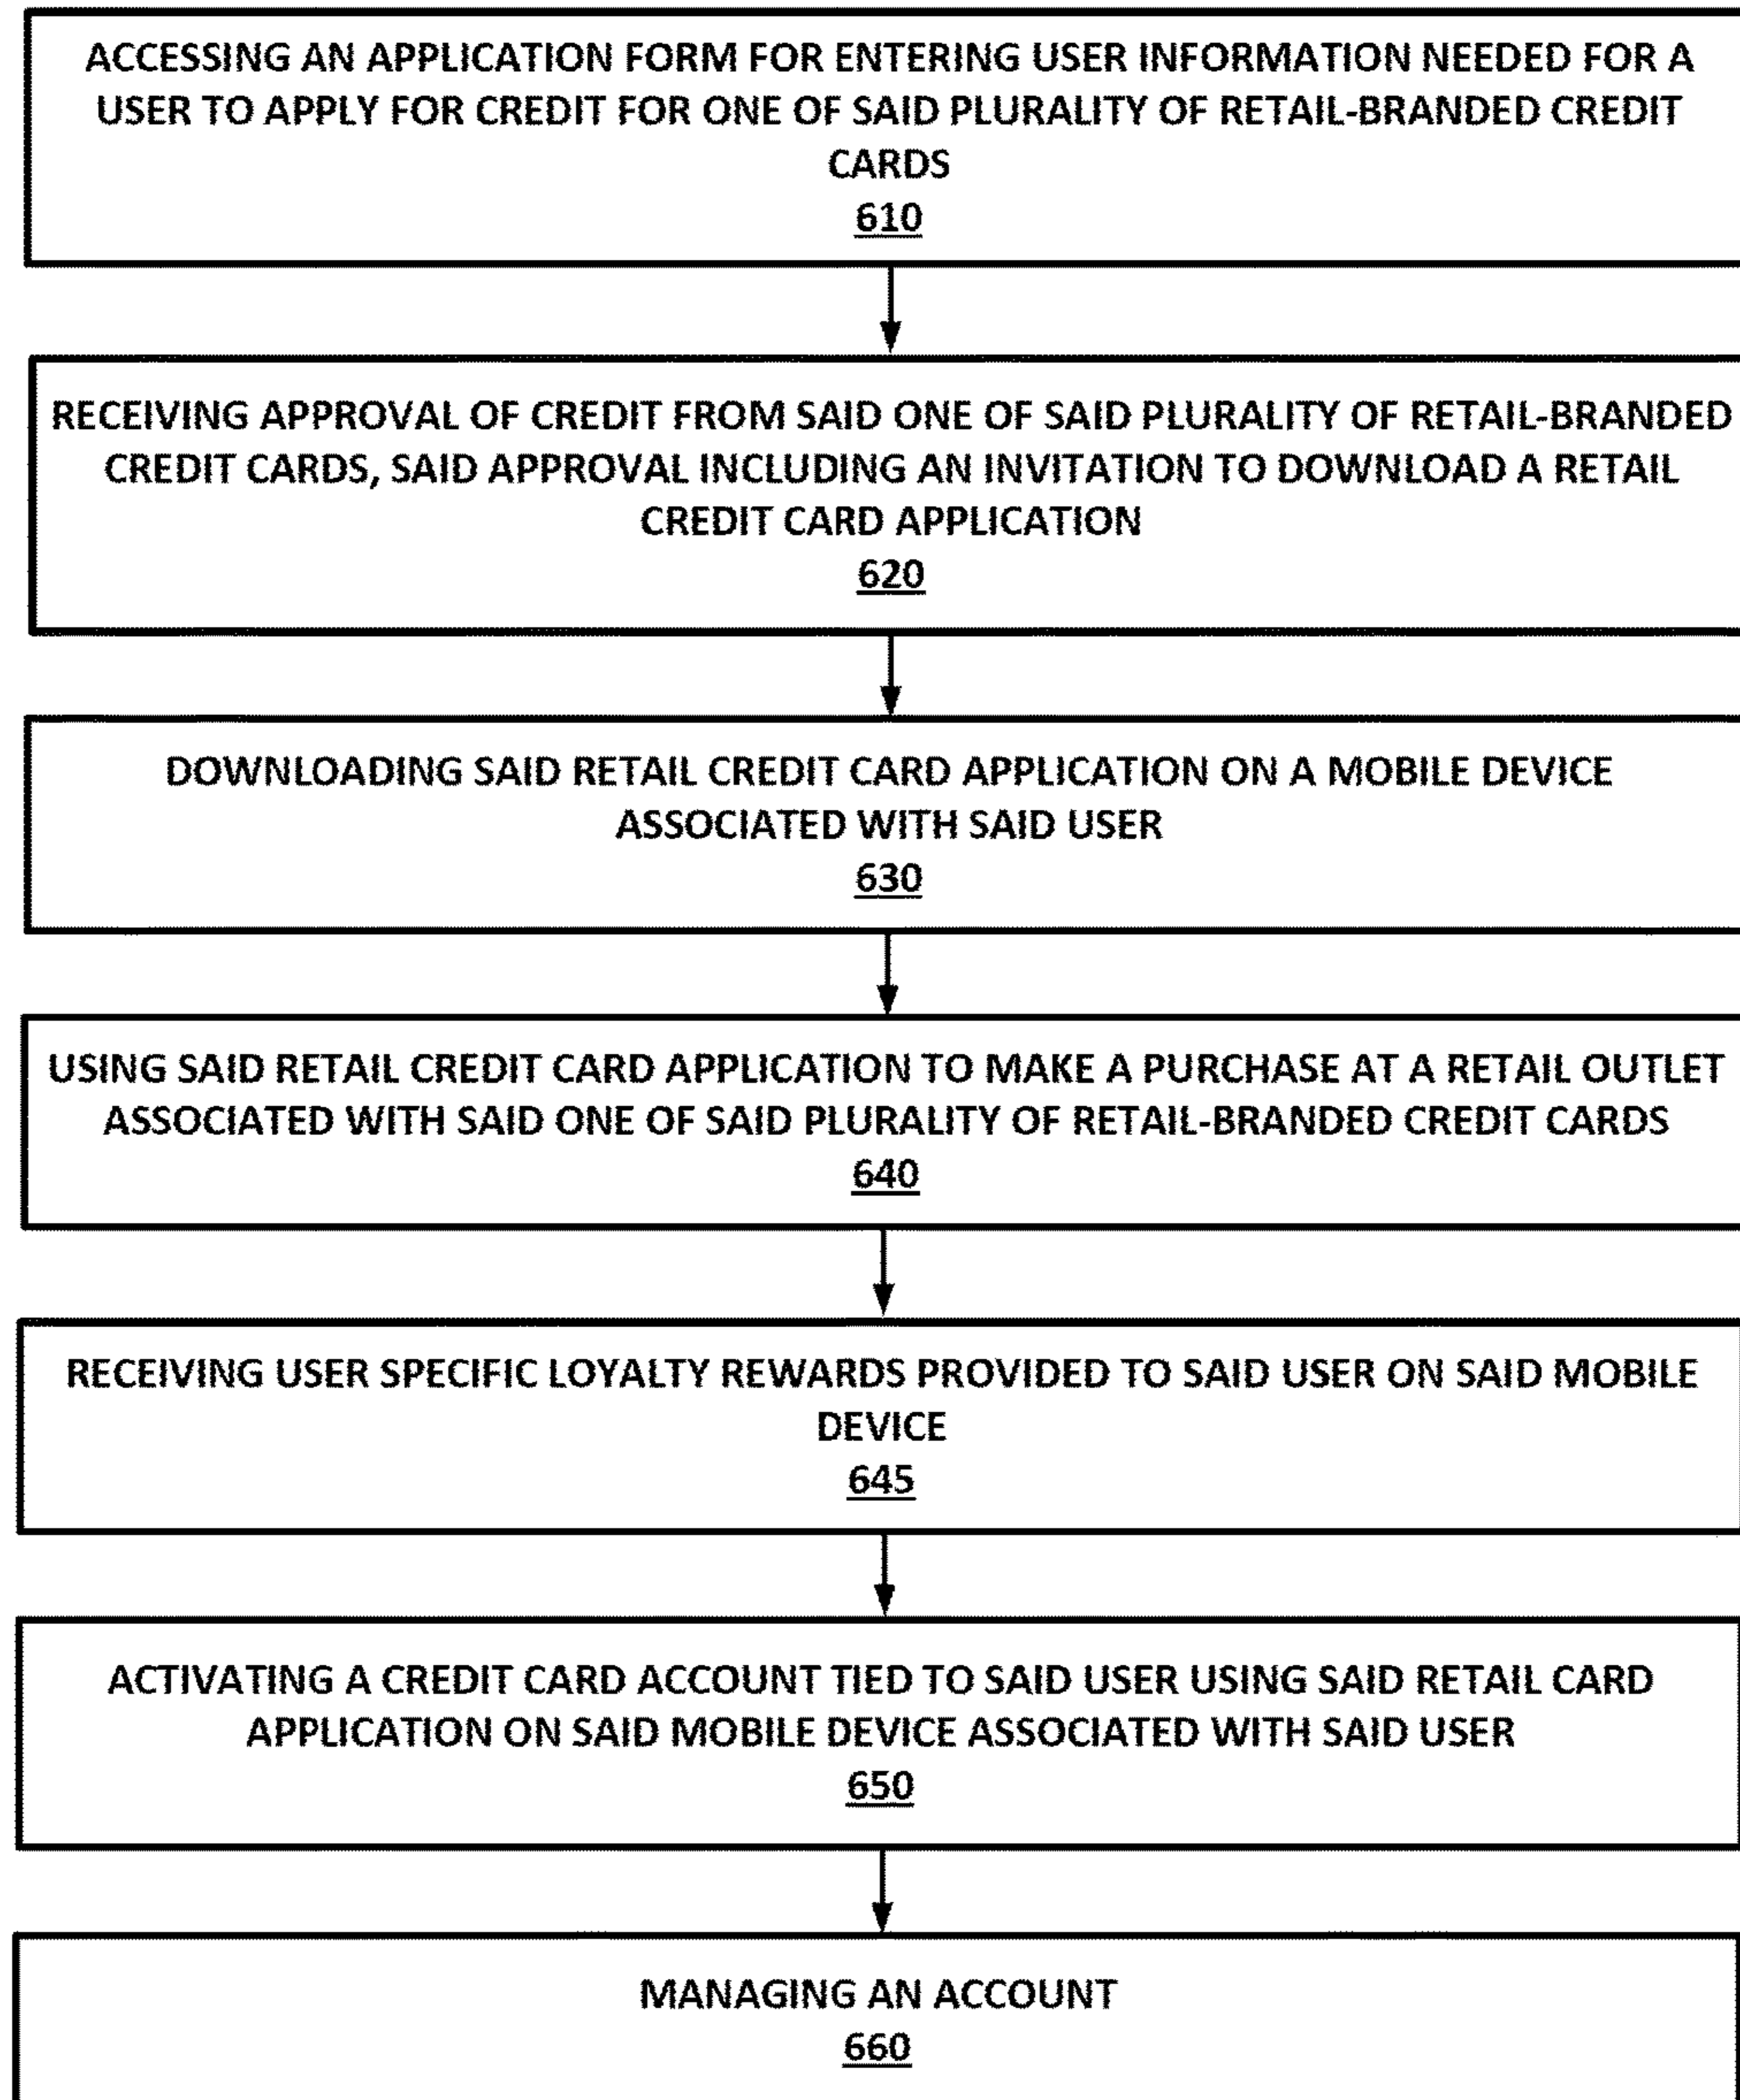 ACCESSING AN APPLICATION FORM FOR ENTERING USER INFORMATION NEEDED FOR A
USER TO APPLY FOR CREDIT FOR ONE OF SAID PLURALITY OF RETAIL-BRANDED CREDIT
CARDS
610
RECEIVING APPROVAL OF CREDIT FROM SAID ONE OF SAID PLURALITY OF RETAIL-BRANDED
CREDIT CARDS, SAID APPROVAL INCLUDING AN INVITATION TO DOWNLOAD A RETAIL
CREDIT CARD APPLICATION
620
DOWNLOADING SAID RETAIL CREDIT CARD APPLICATION ON A MOBILE DEVICE
ASSOCIATED WITH SAID USER
630
USING SAID RETAIL CREDIT CARD APPLICATION TO MAKE A PURCHASE AT A RETAIL OUTLET
ASSOCIATED WITH SAID ONE OF SAID PLURALITY OF RETAIL-BRANDED CREDIT CARDS
640
RECEIVING USER SPECIFIC LOYALTY REWARDS PROVIDED TO SAID USER ON SAID MOBILE
DEVICE
645
ACTIVATING A CREDIT CARD ACCOUNT TIED TO SAID USER USING SAID RETAIL CARD
APPLICATION ON SAID MOBILE DEVICE ASSOCIATED WITH SAID USER
650
MANAGING AN ACCOUNT
660